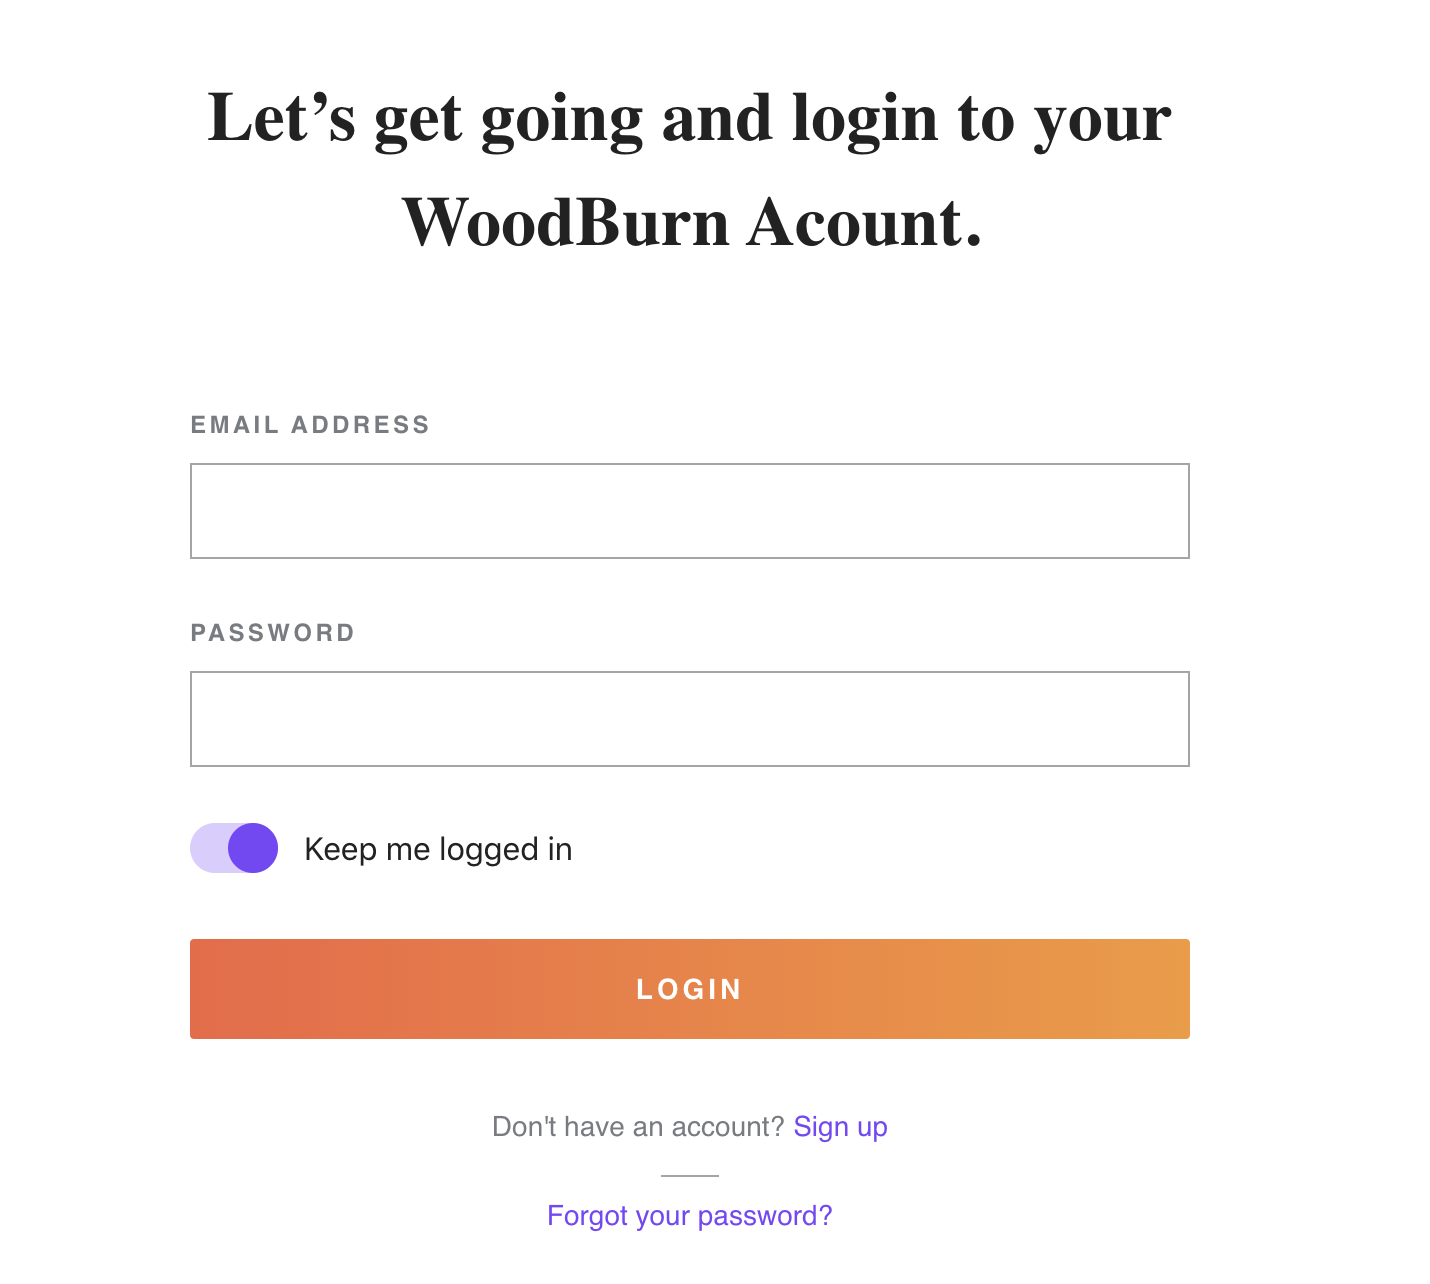 Let’s get going and login to your
WoodBurn Acount.
EMAIL ADDRESS
PASSWORD
Keep me logged in
LOGIN
Don't have an account? Sign up
Forgot your password?